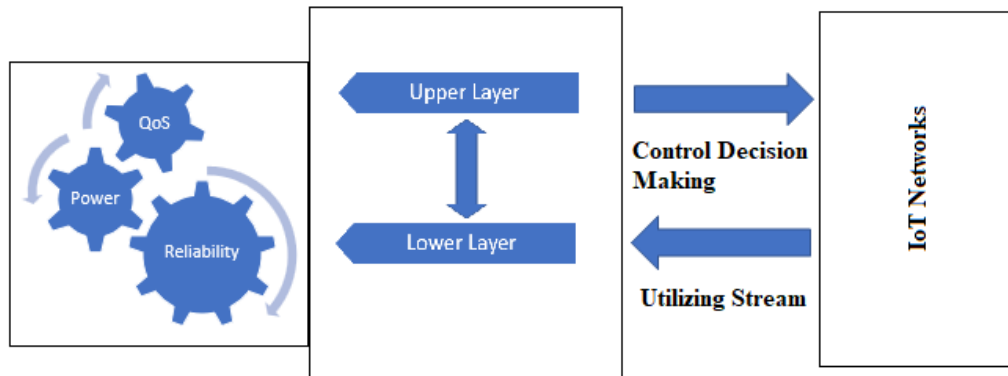 QoS
Power
Reliability
Upper Layer
Lower Layer
Control Decision
Making
Utilizing Stream
IoT Networks